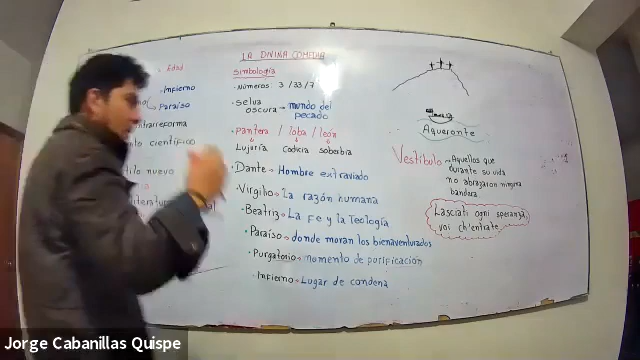 LA DIVINA COMEDIA
Edad
Infierno
Paraíso
ntrarreforma
científico
nuevo
simbología
• Números: 3 / 33 / 7
• selva oscura → mundo del pecado
• pantera / loba / león
Lujuria Codicia soberbia
• Dante → Hombre extraviado
• Virgilio → La razón humana
• Beatriz → La fe y la Teología
• Paraíso → donde moran los bienaventurados
• Purgatorio → momento de purificación
• Infierno → Lugar de condena
Aqueronte
Vestíbulo → Aquellos que
durante su vida
no abrazaron ninguna
bandera
Lasciati ogni speranza
voi ch'entrate
Jorge Cabanillas Quispe